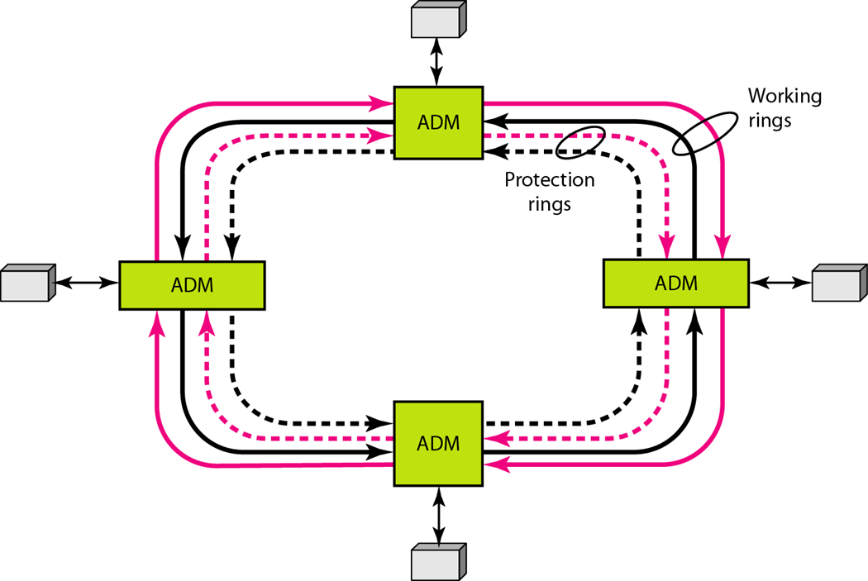 ADM
Working
rings
Protection
rings
ADM
ADM
ADM